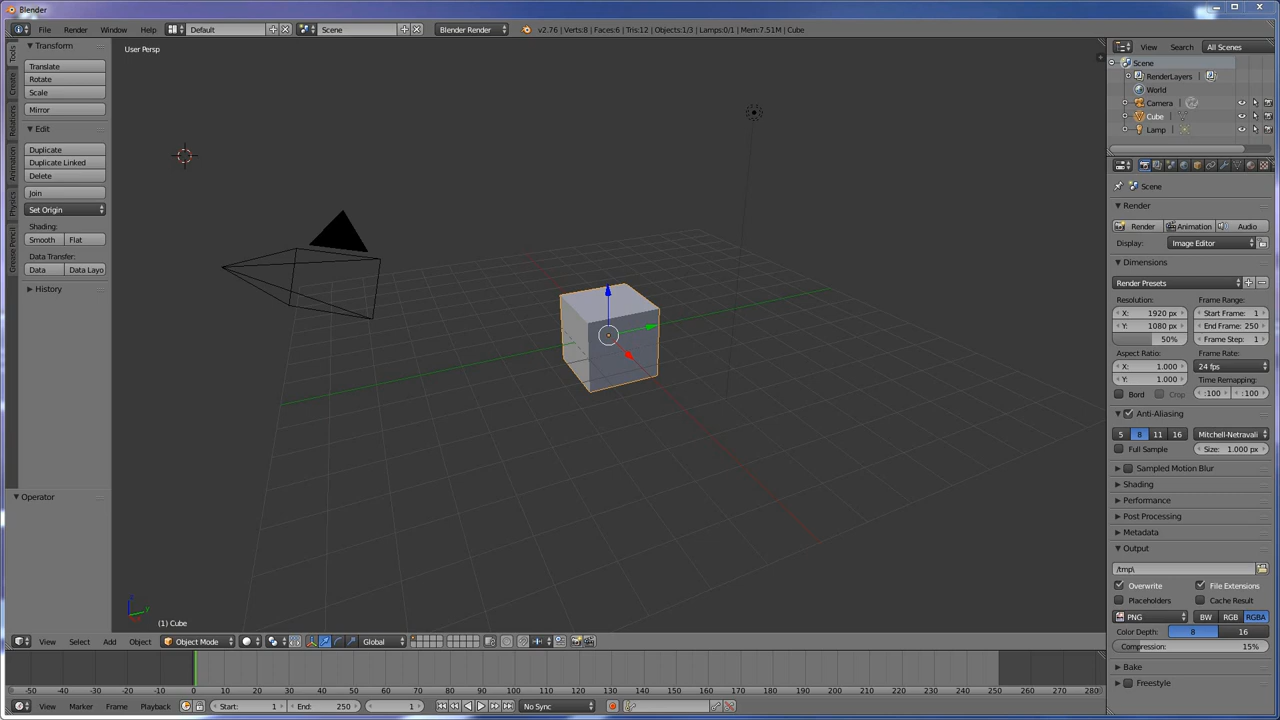 Blender
File Render Window Help Default Scene Blender Render v2.76 | Verts:8 | Faces:6 | Tris:12 | Objects:1/3 | Lamps:0/1 | Mem:7.51M | Cube
Tools
Create
Relations
Animation
Physics
Grease Pencil
Transform
Translate
Rotate
Scale
Mirror
Edit
Duplicate
Duplicate Linked
Delete
Join
Set Origin
Shading:
Smooth Flat
Data Transfer:
Data Data Layo
History
Operator
User Persp
(1) Cube
View Select Add Object Object Mode Global
-50 -40 -30 -20 -10 0 10 20 30 40 50 60 70 80 90 100 110 120 130 140 150 160 170 180 190 200 210 220 230 240 250 260 270 280
View Marker Frame Playback Start: 1 End: 250 1 No Sync
View Search All Scenes
Scene
RenderLayers
World
Camera
Cube
Lamp
Scene
Render
Render Animation Audio
Display: Image Editor
Dimensions
Render Presets
Resolution: Frame Range:
X: 1920 px Start Frame: 1
Y: 1080 px End Frame: 250
50% Frame Step: 1
Aspect Ratio: Frame Rate:
X: 1.000 24 fps
Y: 1.000 Time Remapping:
Bord Crop :100 :100
Anti-Aliasing
5 8 11 16 Mitchell-Netravali
Full Sample Size: 1.000 px
Sampled Motion Blur
Shading
Performance
Post Processing
Metadata
Output
/tmp\
Overwrite File Extensions
Placeholders Cache Result
PNG BW RGB RGBA
Color Depth: 8 16
Compression: 15%
Bake
Freestyle